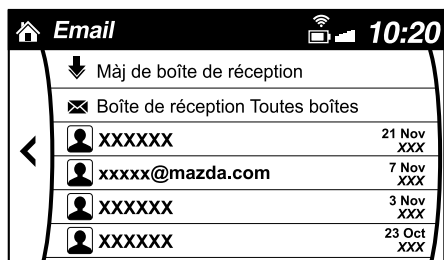 Email
10:20
Màj de boîte de réception
Boîte de réception Toutes boîtes
XXXXXX
21 Nov
XXX
xxxxx@mazda.com
7 Nov
XXX
XXXXXX
3 Nov
XXX
XXXXXX
23 Oct
XXX